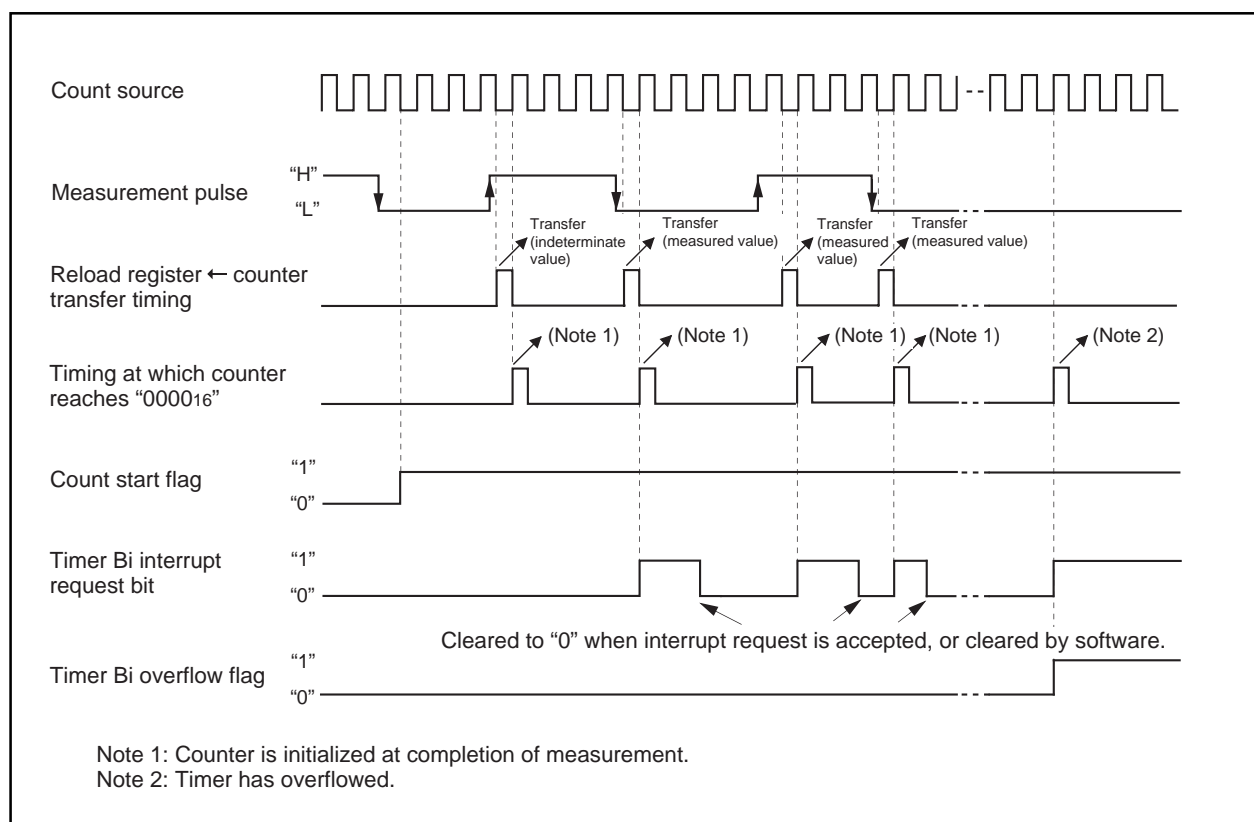 Count source
Measurement pulse
“H”
“L”
Transfer
(indeterminate
value)
Transfer
(measured value)
Transfer
(measured
value)
Transfer
(measured value)
Reload register ← counter
transfer timing
(Note 1)
(Note 1)
(Note 1)
(Note 1)
(Note 2)
Timing at which counter
reaches “000016”
Count start flag
“1”
“0”
Timer Bi interrupt
request bit
“1”
“0”
Cleared to “0” when interrupt request is accepted, or cleared by software.
Timer Bi overflow flag
“1”
“0”
Note 1: Counter is initialized at completion of measurement.
Note 2: Timer has overflowed.